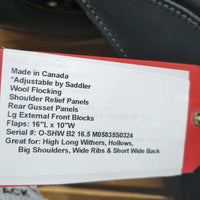 Made in Canada
*Adjustable by Saddler
Wool Flocking
Shoulder Relief Panels
Rear Gusset Panels
Lg External Front Blocks
Flaps: 16"L x 10"W
Serial #: O-SHW B2 16.5 M05835S0324
Great for: High Long Withers, Hollows,
Big Shoulders, Wide Ribs & Short Wide Back